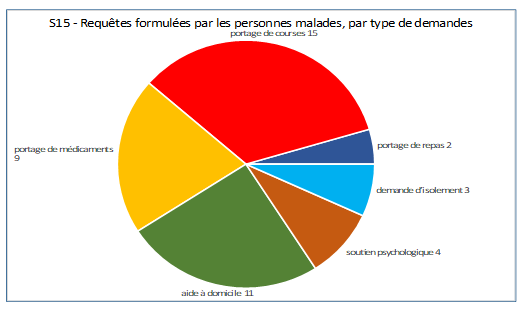 S15 - Requêtes formulées par les personnes malades, par type de demandes
portage de courses 15
portage de médicaments
9
portage de repas 2
demande d'isolement 3
soutien psychologique 4
aide à domicile 11